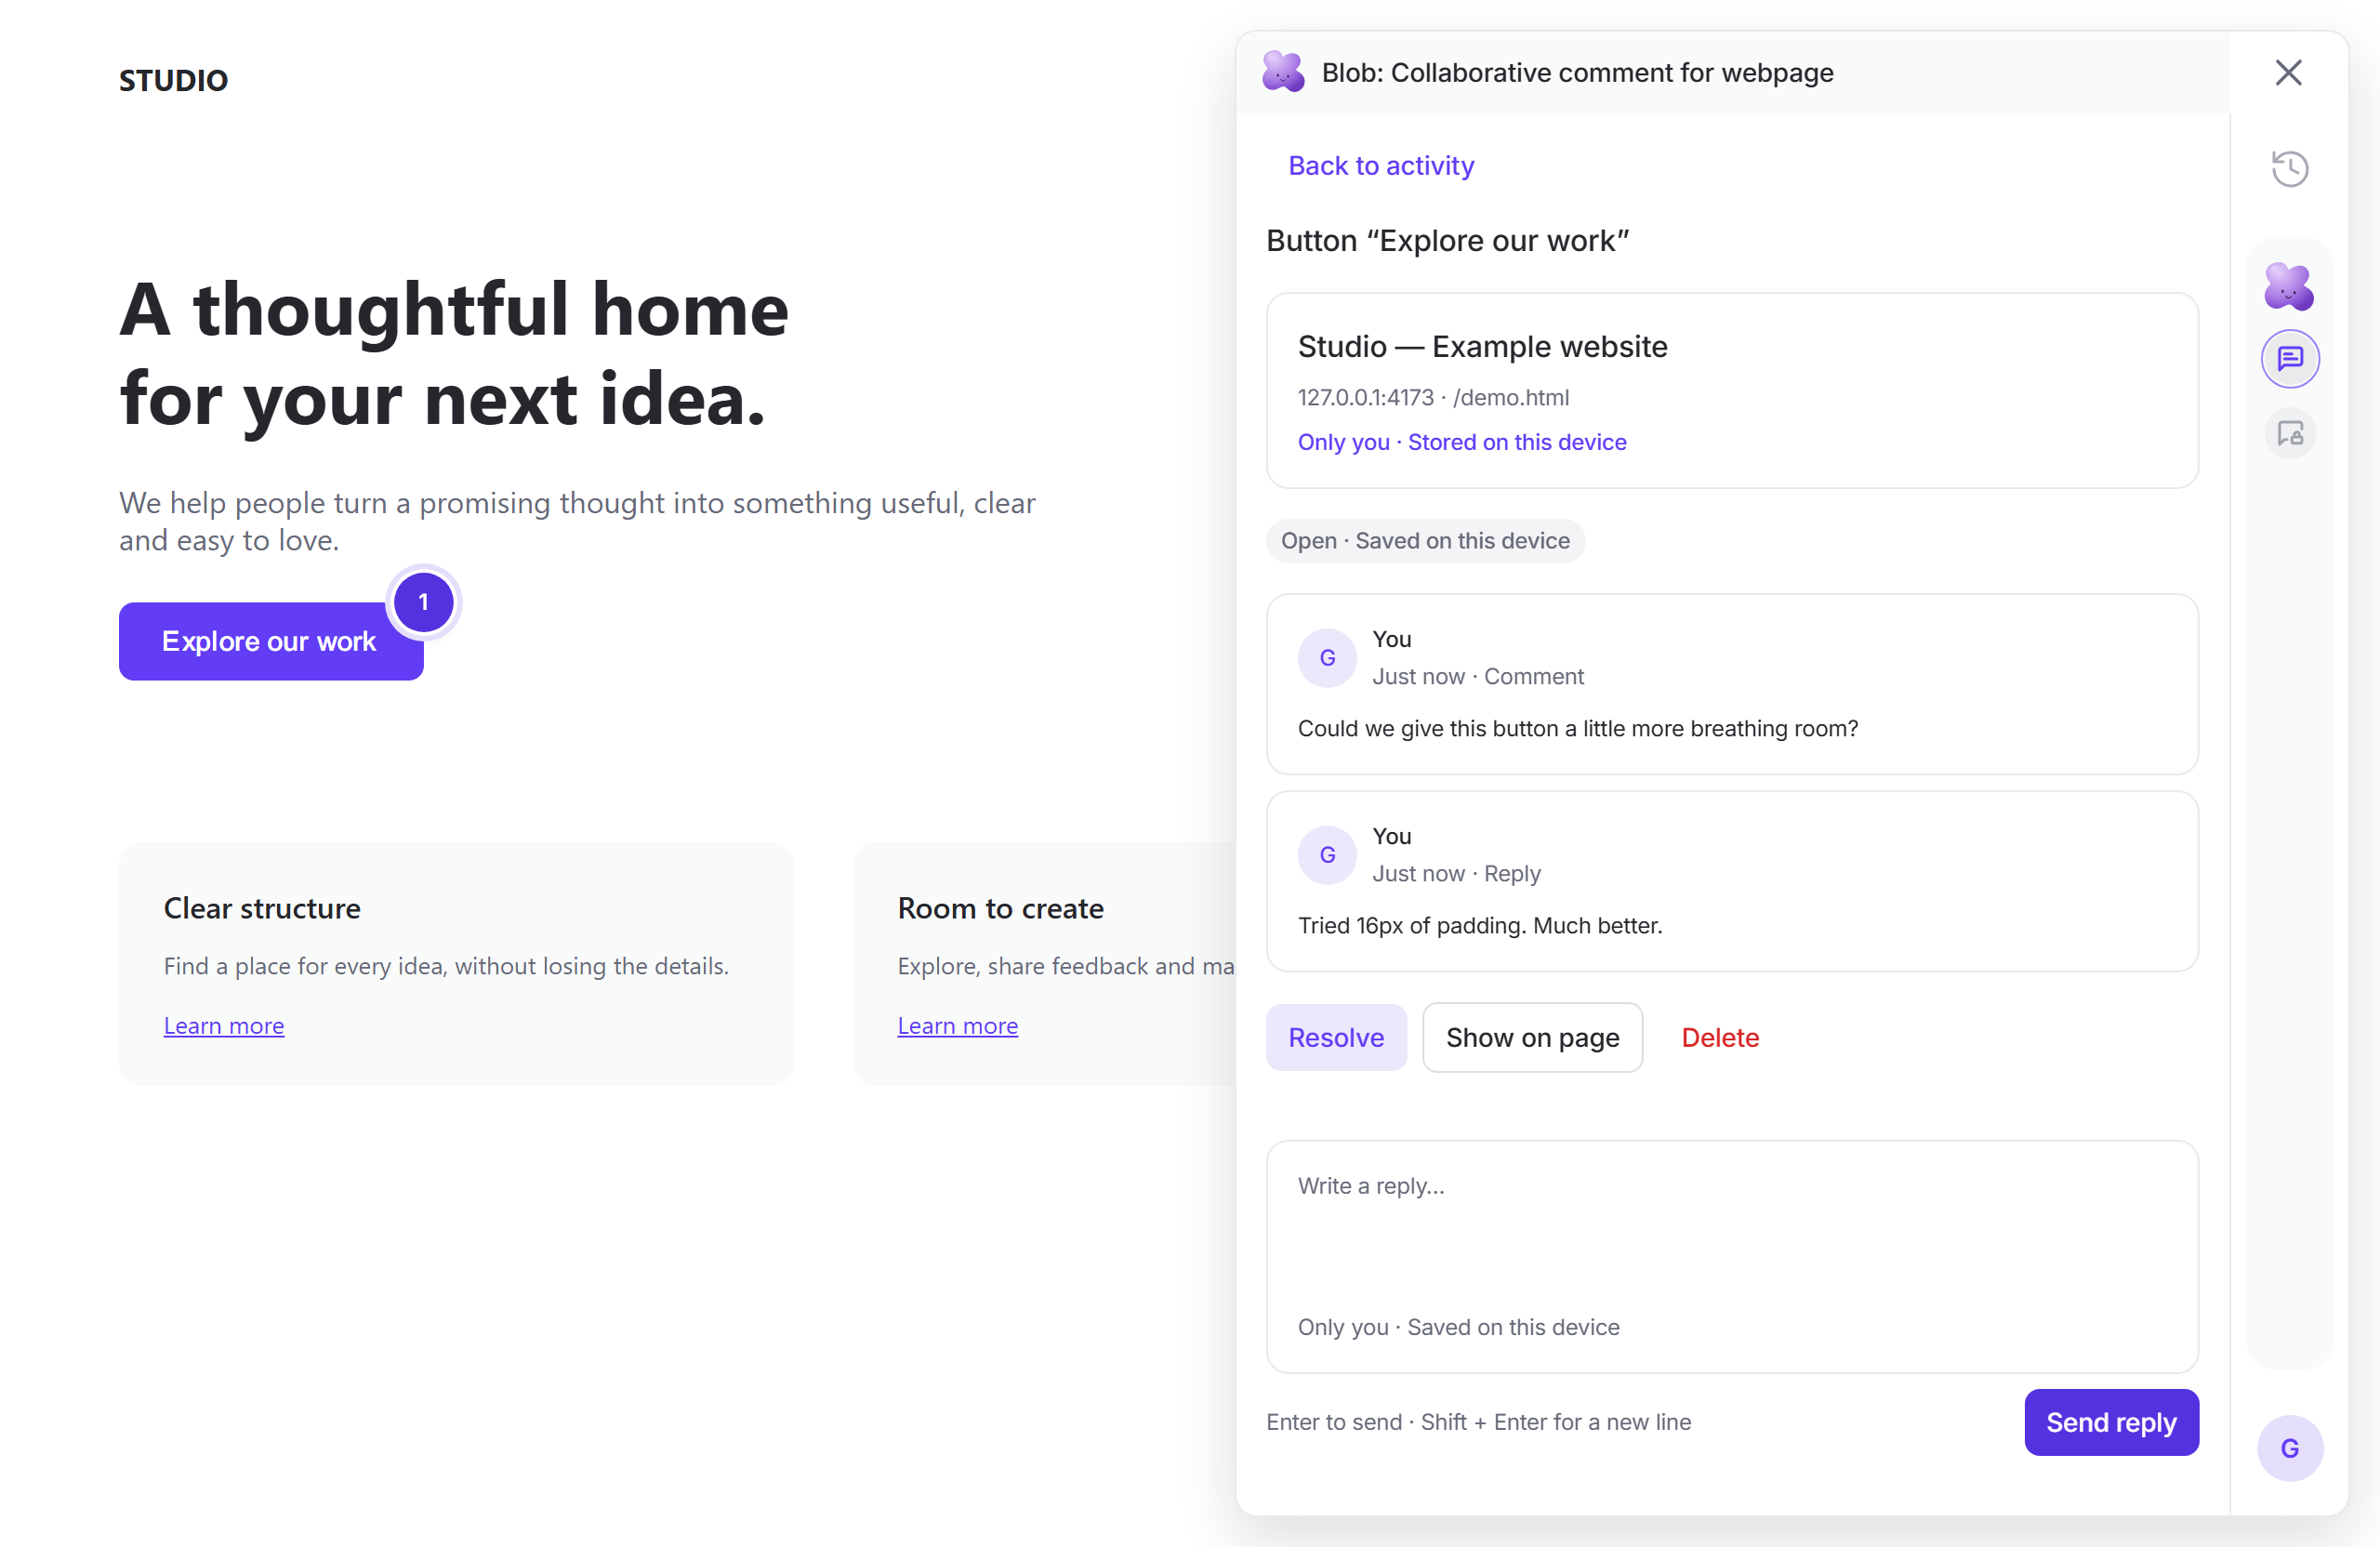 STUDIO
A thoughtful home
for your next idea.
We help people turn a promising thought into something useful, clear
and easy to love.
Explore our work
1
Clear structure
Find a place for every idea, without losing the details.
Learn more
Room to create
Explore, share feedback and ma
Learn more
Blob: Collaborative comment for webpage
Back to activity
Button “Explore our work”
Studio — Example website
127.0.0.1:4173 · /demo.html
Only you · Stored on this device
Open · Saved on this device
G
You
Just now · Comment
Could we give this button a little more breathing room?
G
You
Just now · Reply
Tried 16px of padding. Much better.
Resolve
Show on page
Delete
Write a reply...
Only you · Saved on this device
Enter to send · Shift + Enter for a new line
Send reply
G